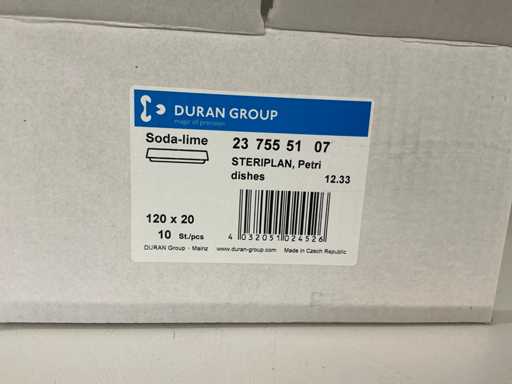 DURAN GROUP
magic of precision
Soda-lime
23 755 51 07
STERIPLAN, Petri
dishes
12.33
120 x 20
10 St./pcs
4 032051 024526
DURAN Group - Mainz
www.duran-group.com
Made in Czech Republic